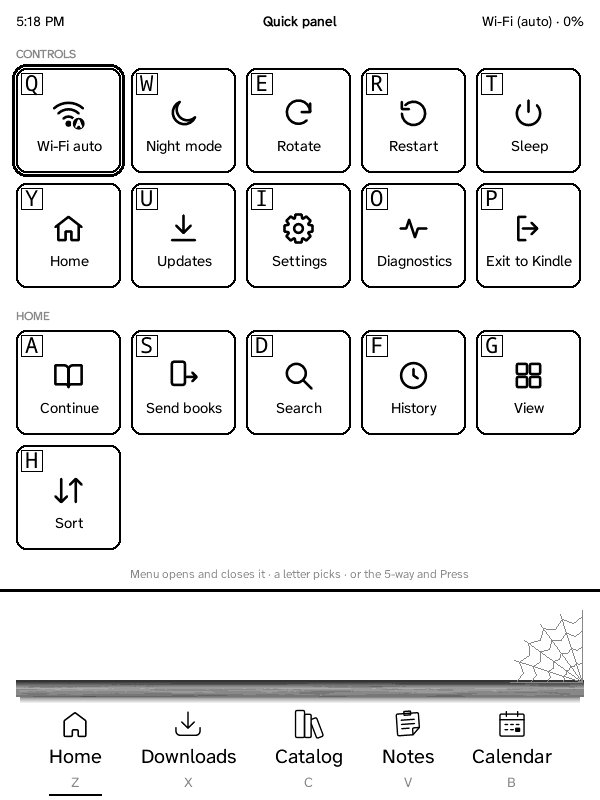 5:18 PM Quick panel Wi-Fi (auto) · 0%
CONTROLS
Q W E R T
Wi-Fi auto Night mode Rotate Restart Sleep
Y U I O P
Home Updates Settings Diagnostics Exit to Kindle
HOME
A S D F G
Continue Send books Search History View
H
Sort
Menu opens and closes it · a letter picks · or the 5-way and Press
Home Downloads Catalog Notes Calendar
Z X C V B